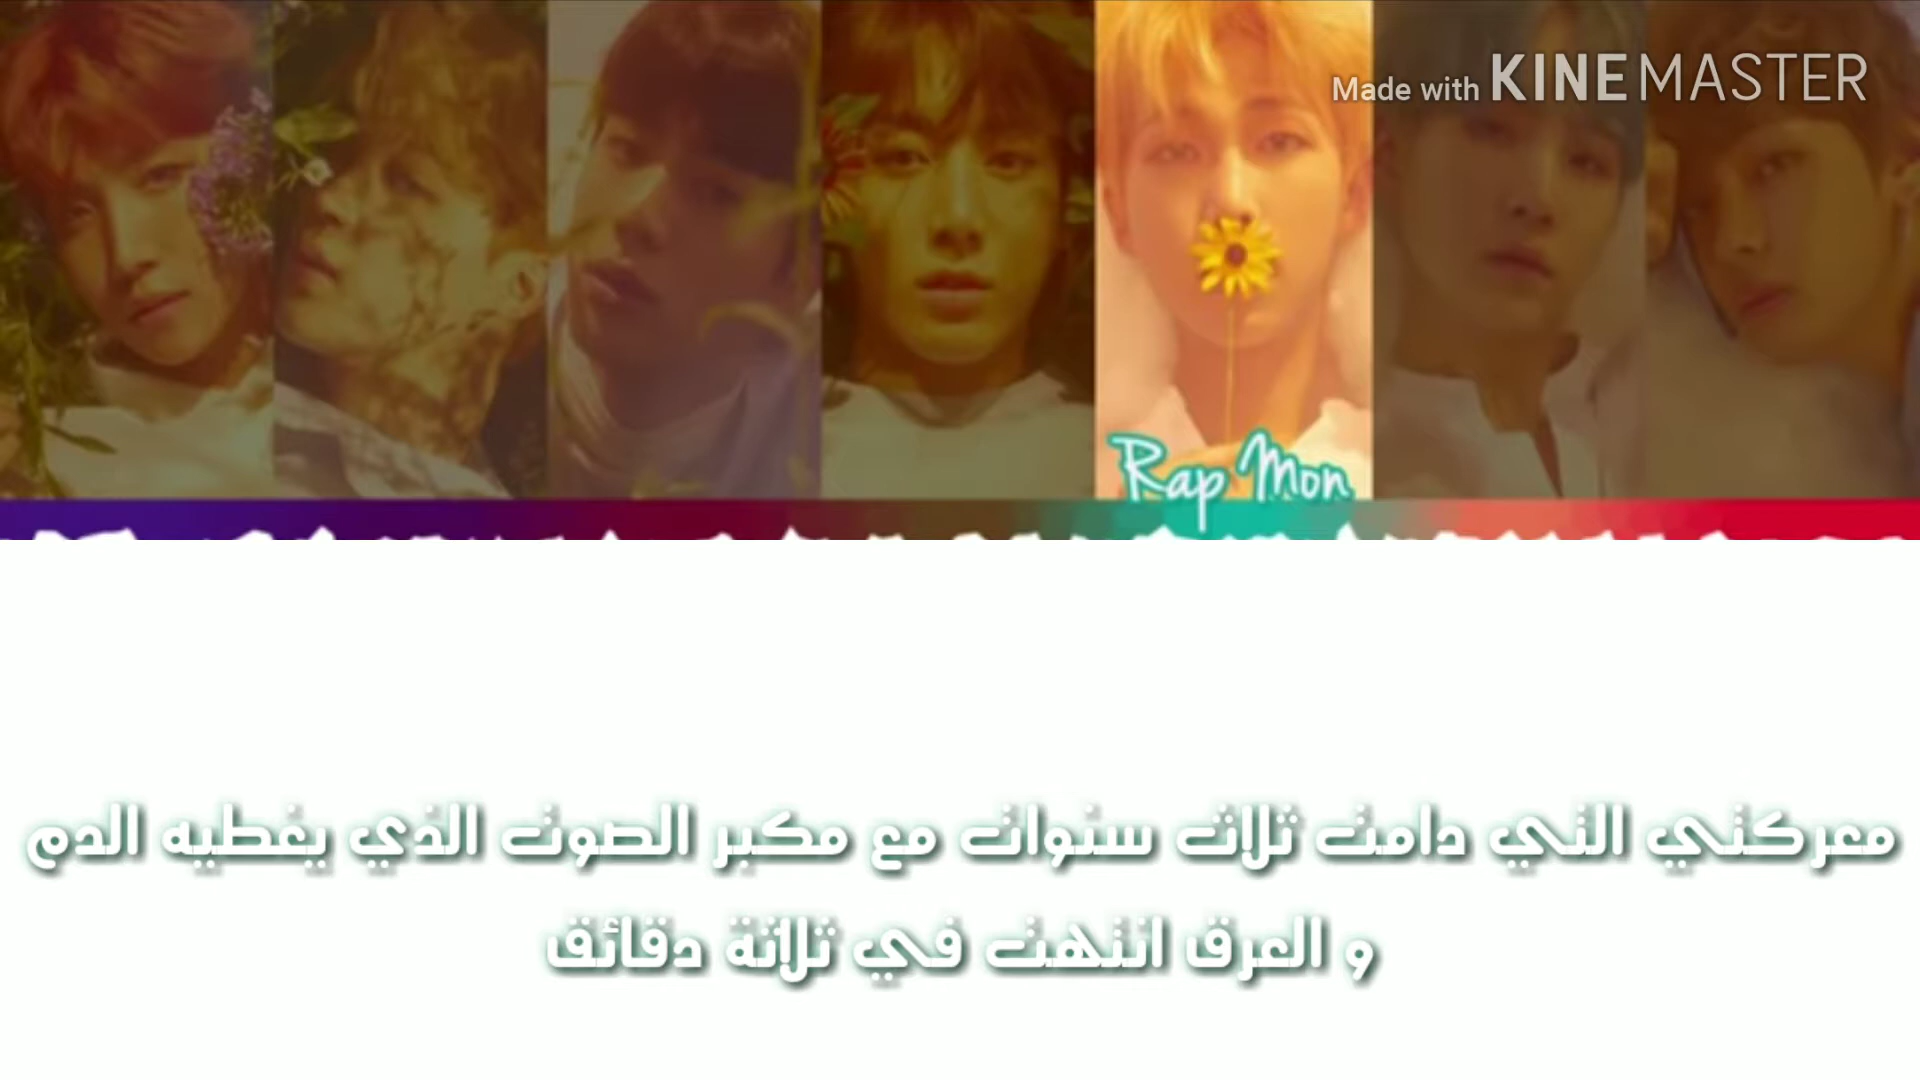 Made with KINEMASTER
Rap Mon
معركتي التي دامت ثلاث سنوات مع مكبر الصوت الذي يغطيه الدم
و العرق انتهت في ثلاثة دقائق